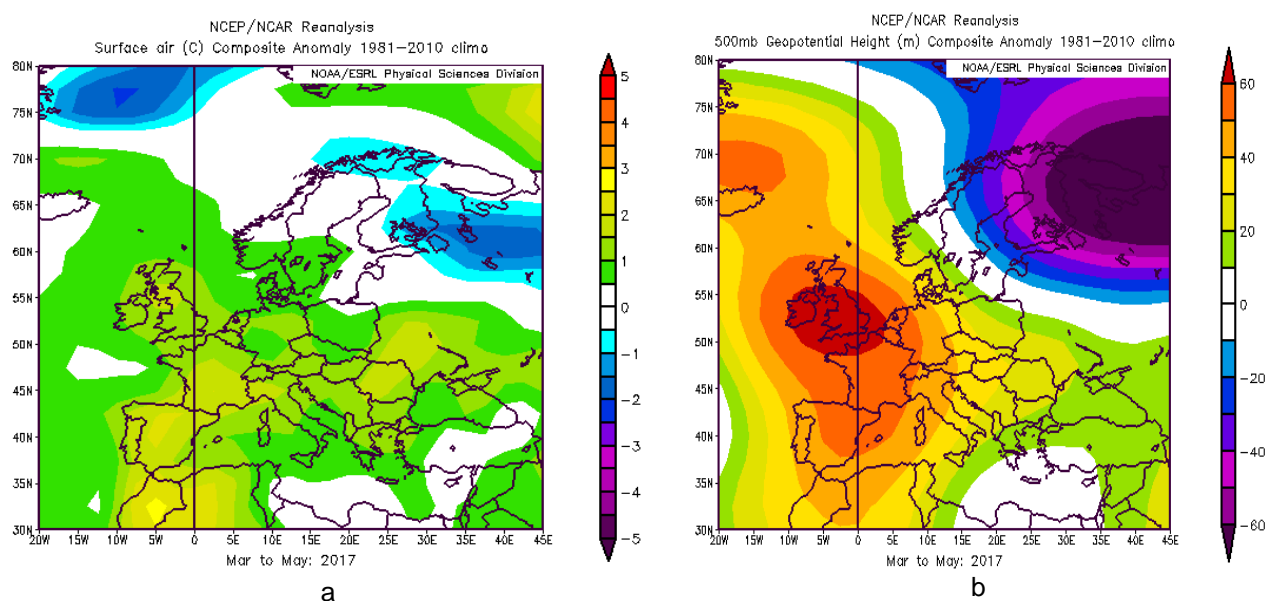 NCEP/NCAR Reanalysis
Surface air (C) Composite Anomaly 1981-2010 climo
NOAA/ESRL Physical Sciences Division
80N
75N
70N
65N
60N
55N
50N
45N
40N
35N
30N
20W 15W 10W 5W 0 5E 10E 15E 20E 25E 30E 35E 40E 45E
Mar to May: 2017
5
4
3
2
1
0
-1
-2
-3
-4
-5
a
NCEP/NCAR Reanalysis
500mb Geopotential Height (m) Composite Anomaly 1981-2010 climo
NOAA/ESRL Physical Sciences Division
80N
75N
70N
65N
60N
55N
50N
45N
40N
35N
30N
20W 15W 10W 5W 0 5E 10E 15E 20E 25E 30E 35E 40E 45E
Mar to May: 2017
60
40
20
0
-20
-40
-60
b